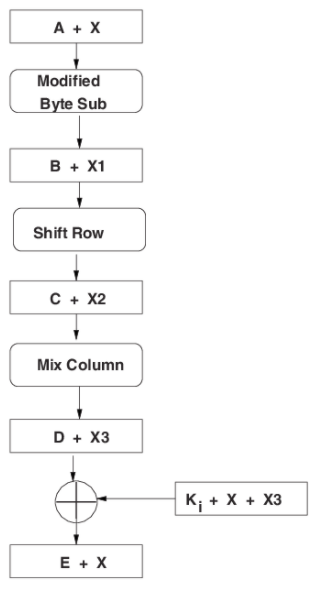 A + X
Modified
Byte Sub
B + X1
Shift Row
C + X2
Mix Column
D + X3
K_i + X + X3
E + X